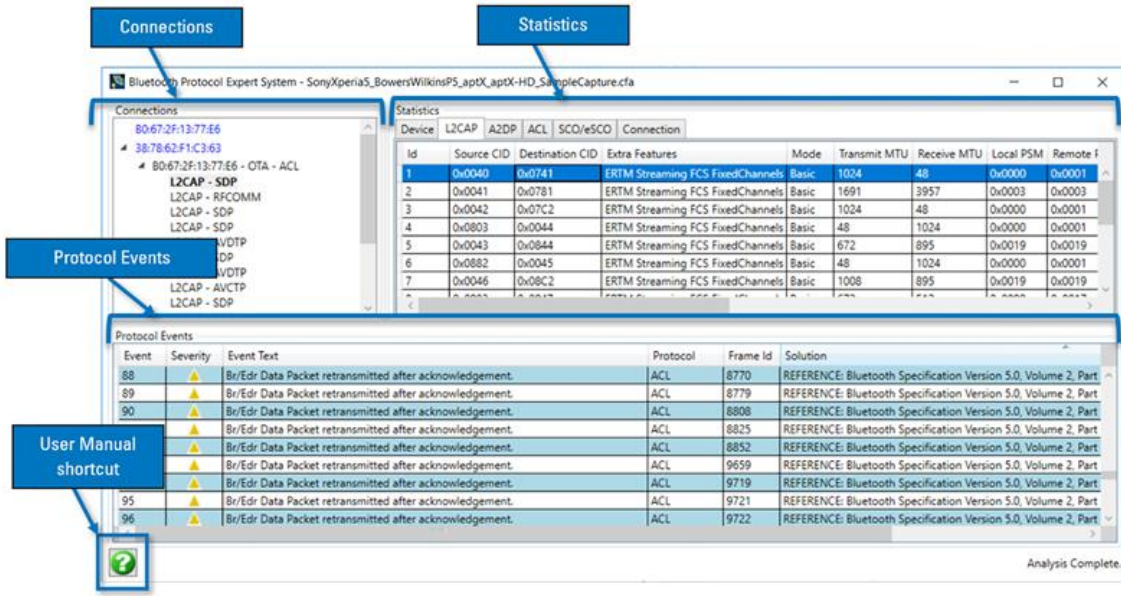 Connections
Statistics
Bluetooth Protocol Expert System - SonyXperia5_BowersWilkinsP5_aptX_aptX-HD_SampleCapture.cfa
Connections
B0:67:2F:13:77:E6
38:78:62:F1:C3:63
B0:67:2F:13:77:E6 - OTA - ACL
L2CAP - SDP
L2CAP - RFCOMM
L2CAP - SDP
L2CAP - SDP
AVDTP
DP
AVDTP
L2CAP - AVCTP
L2CAP - SDP
Statistics
Device L2CAP A2DP ACL SCO/eSCO Connection
Id Source CID Destination CID Extra Features Mode Transmit MTU Receive MTU Local PSM Remote
1 0x0040 0x0741 ERTM Streaming FCS FixedChannels Basic 1024 48 0x0000 0x0001
2 0x0041 0x0781 ERTM Streaming FCS FixedChannels Basic 1691 3957 0x0003 0x0003
3 0x0042 0x07C2 ERTM Streaming FCS FixedChannels Basic 1024 48 0x0000 0x0001
4 0x0803 0x0044 ERTM Streaming FCS FixedChannels Basic 48 1024 0x0000 0x0001
5 0x0043 0x0844 ERTM Streaming FCS FixedChannels Basic 672 895 0x0019 0x0019
6 0x0882 0x0045 ERTM Streaming FCS FixedChannels Basic 48 1024 0x0000 0x0001
7 0x0046 0x08C2 ERTM Streaming FCS FixedChannels Basic 1008 895 0x0019 0x0019
Protocol Events
Protocol Events
Event Severity Event Text Protocol Frame Id Solution
88 Br/Edr Data Packet retransmitted after acknowledgement. ACL 8770 REFERENCE: Bluetooth Specification Version 5.0, Volume 2, Part
89 Br/Edr Data Packet retransmitted after acknowledgement. ACL 8779 REFERENCE: Bluetooth Specification Version 5.0, Volume 2, Part
90 Br/Edr Data Packet retransmitted after acknowledgement. ACL 8808 REFERENCE: Bluetooth Specification Version 5.0, Volume 2, Part
Br/Edr Data Packet retransmitted after acknowledgement. ACL 8825 REFERENCE: Bluetooth Specification Version 5.0, Volume 2, Part
Br/Edr Data Packet retransmitted after acknowledgement. ACL 8852 REFERENCE: Bluetooth Specification Version 5.0, Volume 2, Part
Br/Edr Data Packet retransmitted after acknowledgement. ACL 9659 REFERENCE: Bluetooth Specification Version 5.0, Volume 2, Part
Br/Edr Data Packet retransmitted after acknowledgement. ACL 9719 REFERENCE: Bluetooth Specification Version 5.0, Volume 2, Part
95 Br/Edr Data Packet retransmitted after acknowledgement. ACL 9721 REFERENCE: Bluetooth Specification Version 5.0, Volume 2, Part
96 Br/Edr Data Packet retransmitted after acknowledgement. ACL 9722 REFERENCE: Bluetooth Specification Version 5.0, Volume 2, Part
User Manual
shortcut
?
Analysis Complete.